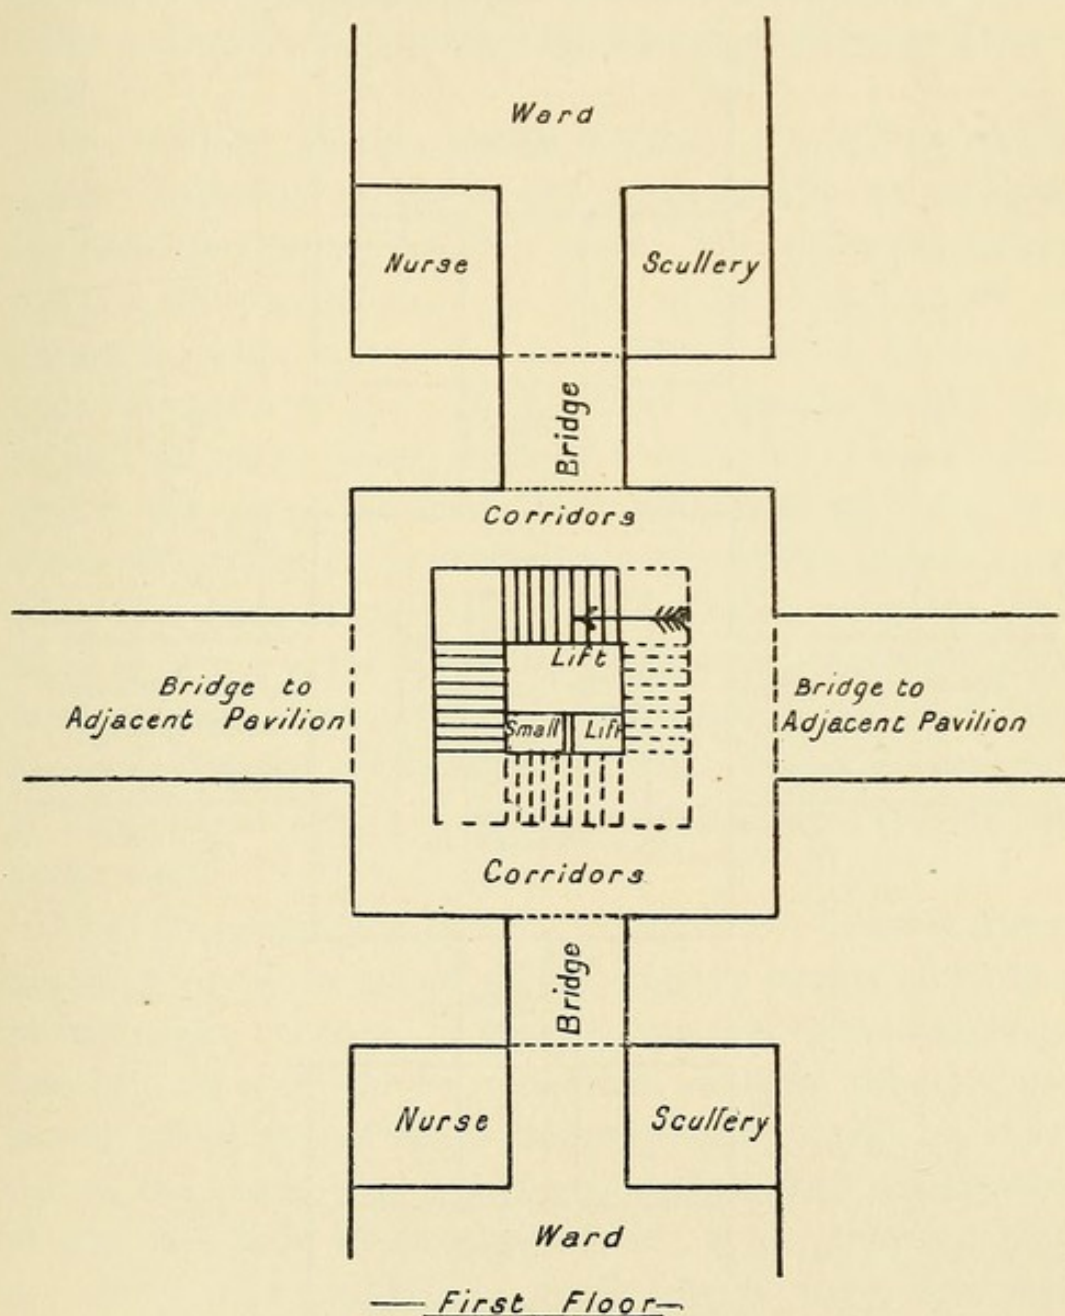 Ward
Nurse
Scullery
Bridge
Corridors
Lift
Bridge to
Adjacent Pavilion
Small Lift
Bridge to
Adjacent Pavilion
Corridors
Bridge
Nurse
Scullery
Ward
First Floor